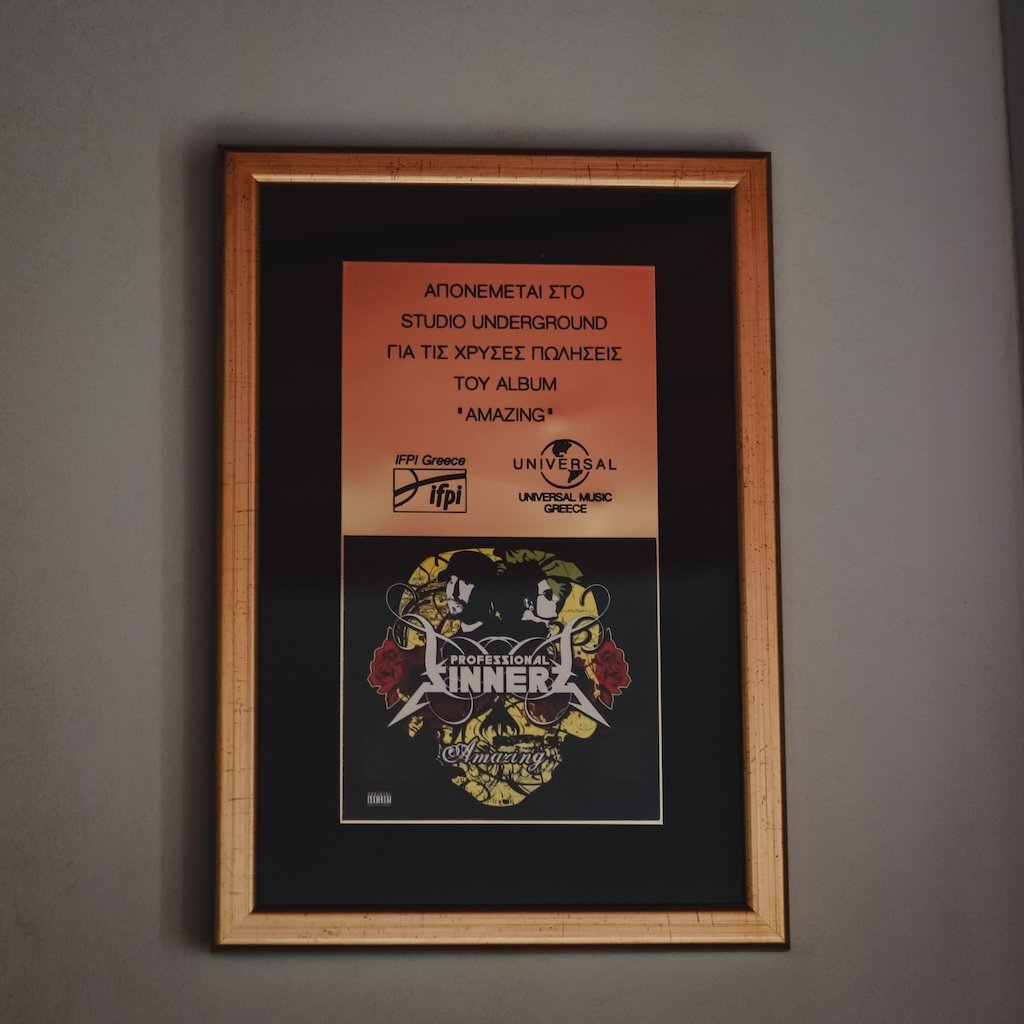 ΑΠΟΝΕΜΕΤΑΙ ΣΤΟ
STUDIO UNDERGROUND
ΓΙΑ ΤΙΣ ΧΡΥΣΕΣ ΠΩΛΗΣΕΙΣ
ΤΟΥ ALBUM
"AMAZING"
IFPI Greece
ifpi
UNIVERSAL
UNIVERSAL MUSIC
GREECE
PROFESSIONAL
SINNERS
Amazing